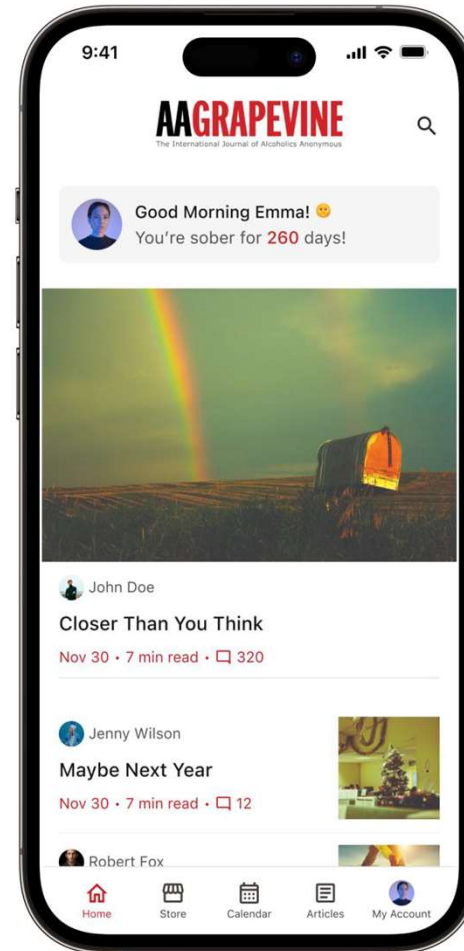 9:41
AAGRAPEVINE
The International Journal of Alcoholics Anonymous
Good Morning Emma! 🙂
You're sober for 260 days!
John Doe
Closer Than You Think
Nov 30 • 7 min read • 320
Jenny Wilson
Maybe Next Year
Nov 30 • 7 min read • 12
Robert Fox
Home
Store
Calendar
Articles
My Account